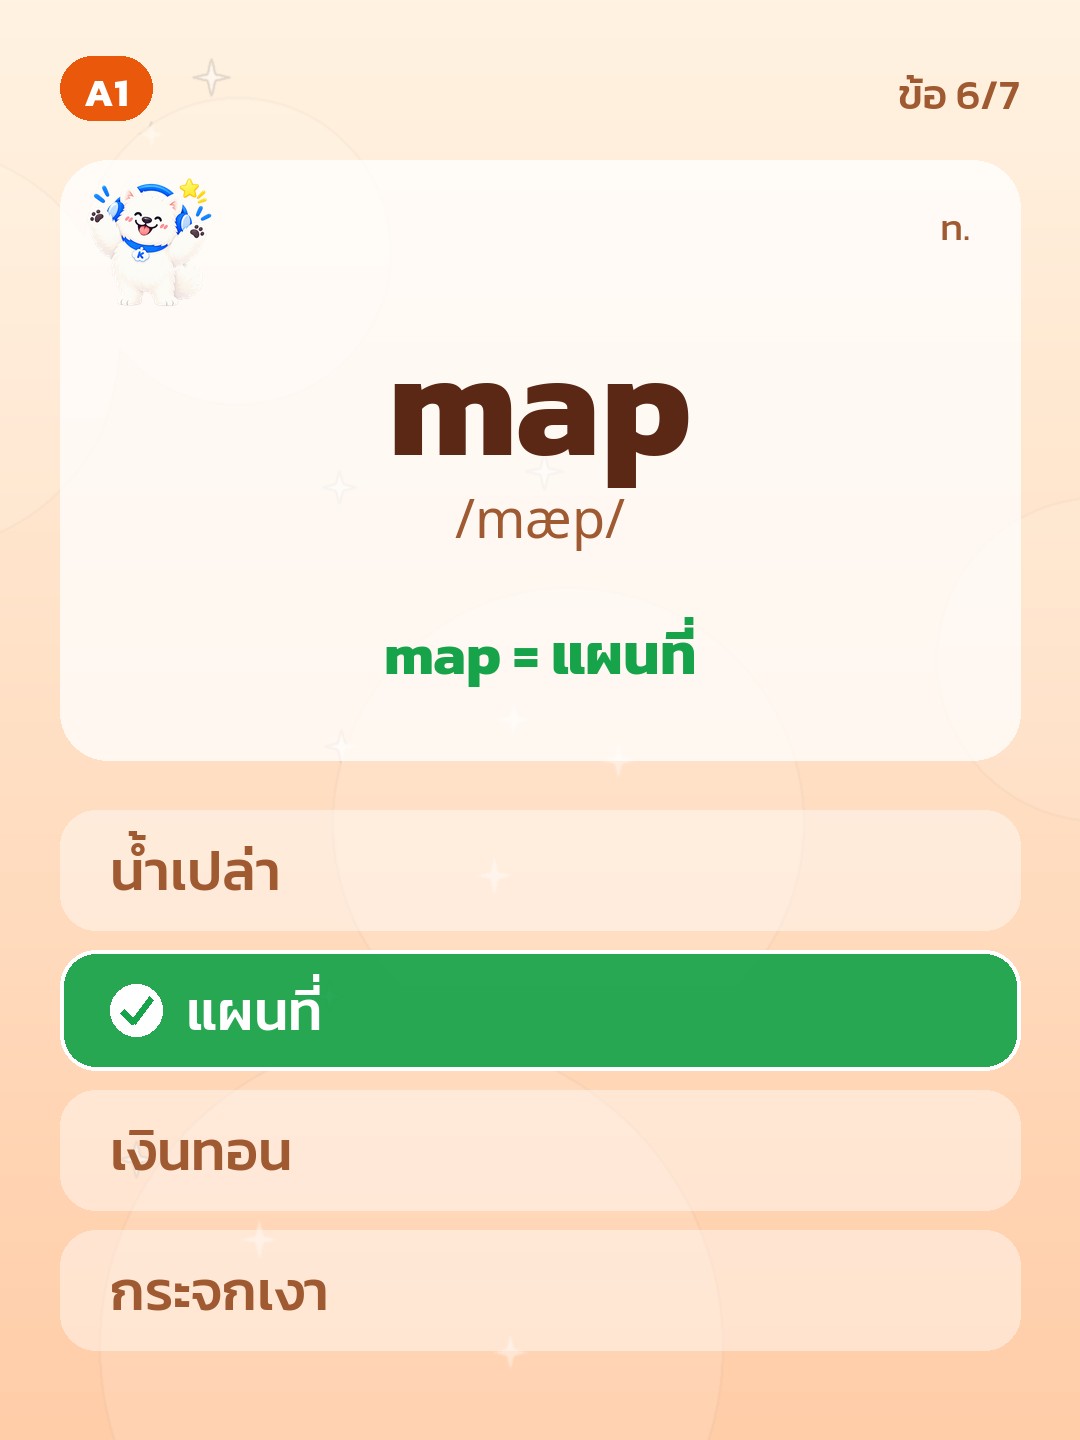 A1
ข้อ 6/7
n.
map
/mæp/
map = แผนที่
น้ำเปล่า
แผนที่
เงินทอน
กระจกเงา